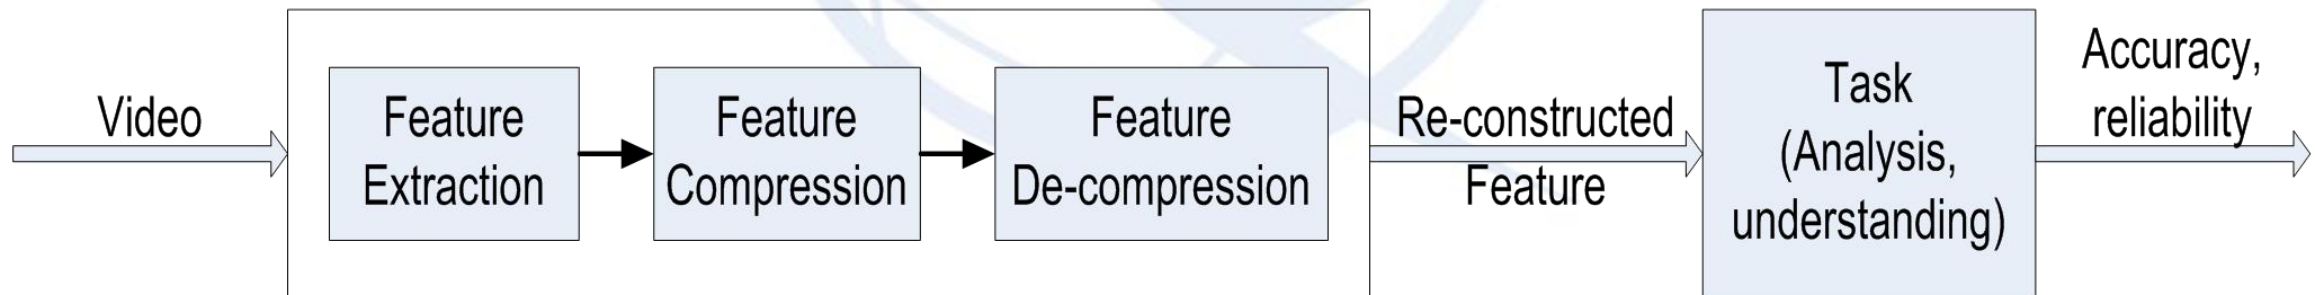 Video
Feature
Extraction
Feature
Compression
Feature
De-compression
Re-constructed
Feature
Task
(Analysis,
understanding)
Accuracy,
reliability